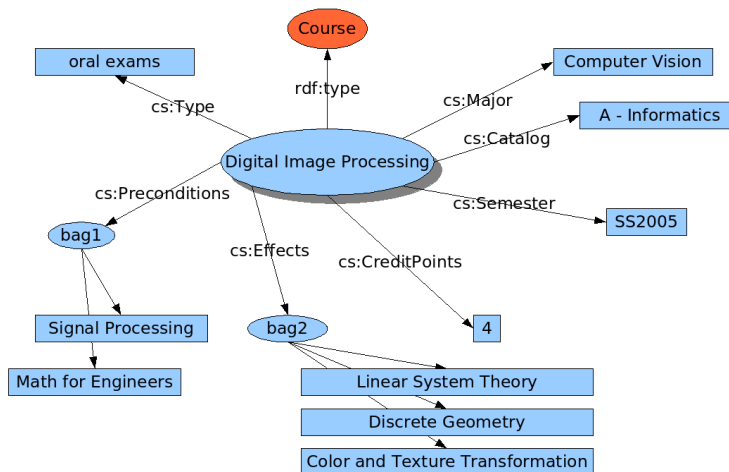 Course
oral exams
Computer Vision
rdf:type
cs:Major
cs:Type
A - Informatics
cs:Catalog
Digital Image Processing
cs:Preconditions
cs:Semester
SS2005
bag1
cs:Effects
cs:CreditPoints
Signal Processing
bag2
4
Math for Engineers
Linear System Theory
Discrete Geometry
Color and Texture Transformation